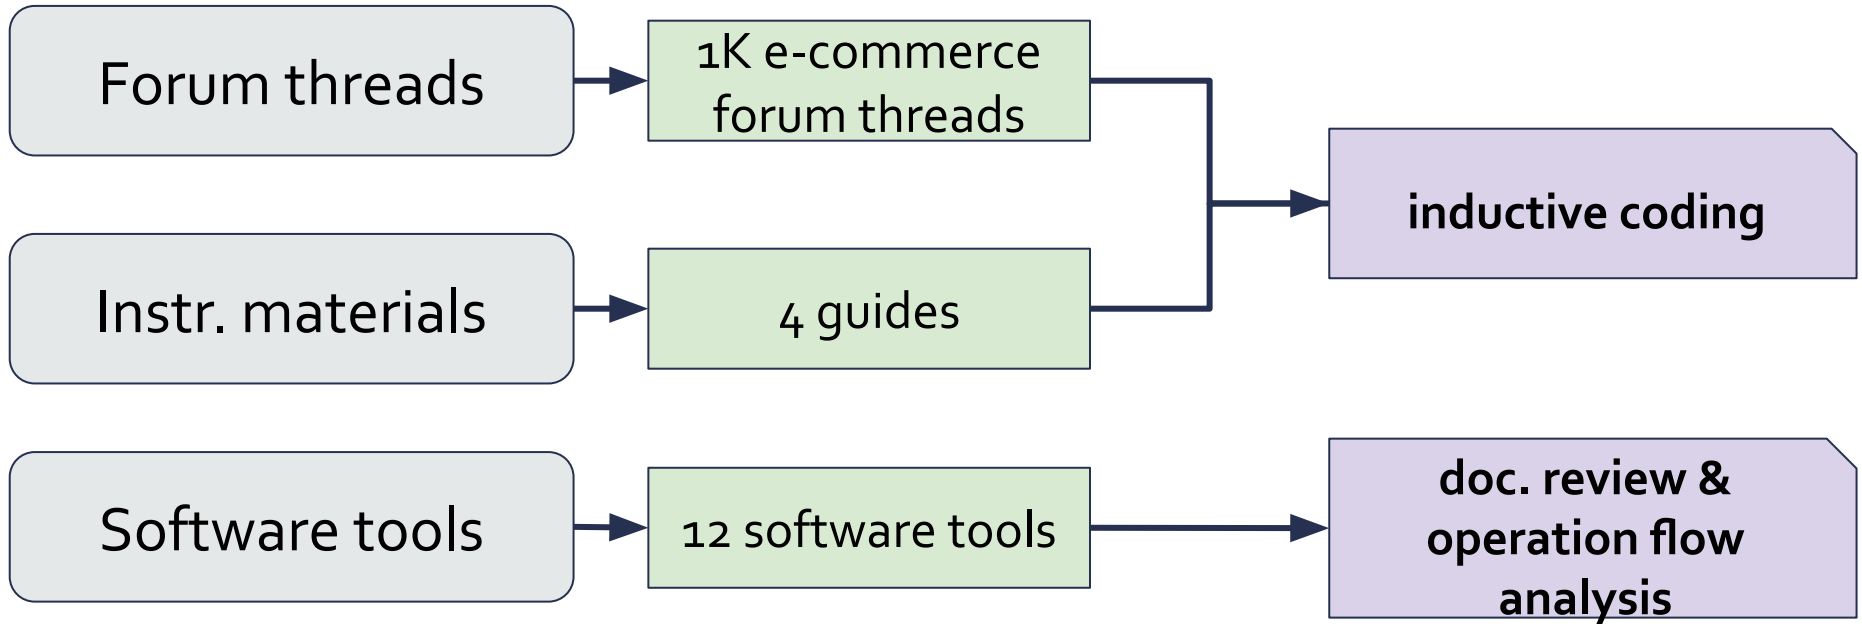 Forum threads
1K e-commerce
forum threads
inductive coding
Instr. materials
4 guides
Software tools
12 software tools
doc. review &
operation flow
analysis